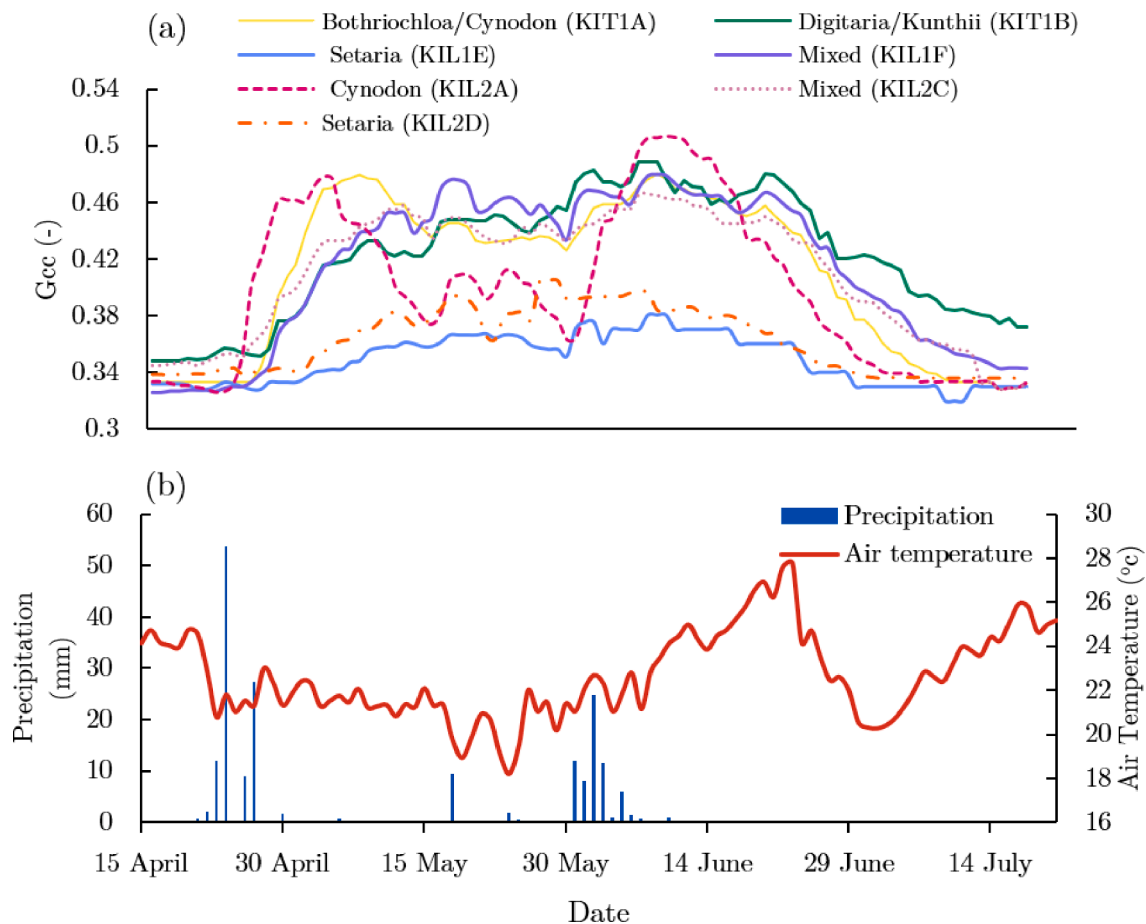 (a)
Bothriochloa/Cynodon (KIT1A) Digitaria/Kunthii (KIT1B)
Setaria (KIL1E) Mixed (KIL1F)
Cynodon (KIL2A) Mixed (KIL2C)
Setaria (KIL2D)
0.54
0.5
0.46
0.42
0.38
0.34
0.3
Gcc (-)
(b)
Precipitation
Air temperature
60
50
40
30
20
10
0
Precipitation
(mm)
30
28
26
24
22
20
18
16
Air Temperature (°c)
15 April 30 April 15 May 30 May 14 June 29 June 14 July
Date